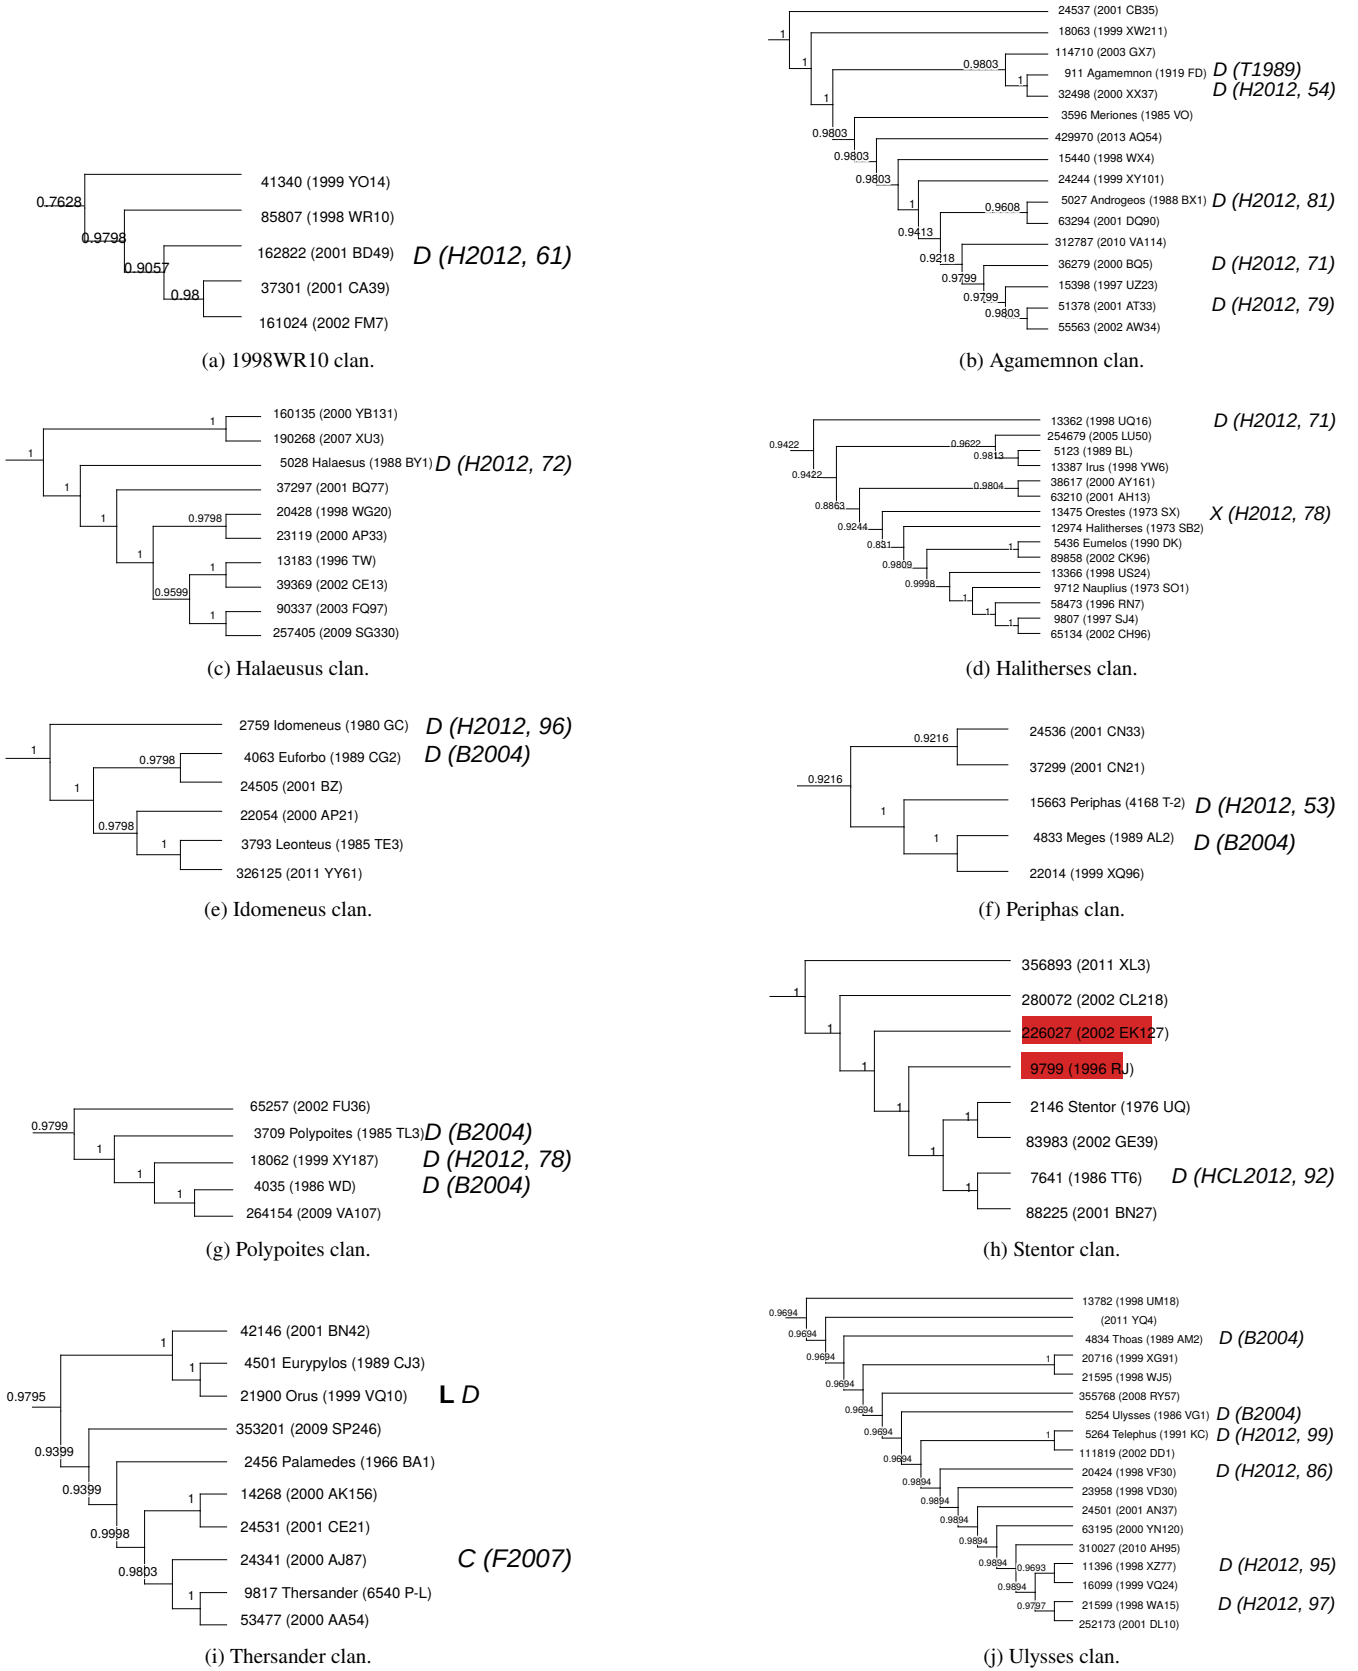 0.7628
0.9798
0.9057
0.98
41340 (1999 YO14)
85807 (1998 WR10)
162822 (2001 BD49) D (H2012, 61)
37301 (2001 CA39)
161024 (2002 FM7)
(a) 1998WR10 clan.
1
1
1
0.9803
1
0.9803
0.9803
0.9803
1
0.9608
0.9413
0.9218
0.9799
0.9799
0.9803
24537 (2001 CB35)
18063 (1999 XW211)
114710 (2003 GX7)
911 Agamemnon (1919 FD) D (T1989)
32498 (2000 XX37) D (H2012, 54)
3596 Meriones (1985 VO)
429970 (2013 AQ54)
15440 (1998 WX4)
24244 (1999 XY101)
5027 Androgeos (1988 BX1) D (H2012, 81)
63294 (2001 DQ90)
312787 (2010 VA114)
36279 (2000 BQ5) D (H2012, 71)
15398 (1997 UZ23)
51378 (2001 AT33) D (H2012, 79)
55563 (2002 AW34)
(b) Agamemnon clan.
1
1
1
1
1
0.9798
0.9599
1
1
160135 (2000 YB131)
190268 (2007 XU3)
5028 Halaesus (1988 BY1) D (H2012, 72)
37297 (2001 BQ77)
20428 (1998 WG20)
23119 (2000 AP33)
13183 (1996 TW)
39369 (2002 CE13)
90337 (2003 FQ97)
257405 (2009 SG330)
(c) Halaeusus clan.
0.9422
0.9422
0.9622
0.9813
0.8863
0.9804
0.9244
0.831
0.9809
1
0.9998
1
1
1
13362 (1998 UQ16) D (H2012, 71)
254679 (2005 LU50)
5123 (1989 BL)
13387 Irus (1998 YW6)
38617 (2000 AY161)
63210 (2001 AH13)
13475 Orestes (1973 SX) X (H2012, 78)
12974 Halitherses (1973 SB2)
5436 Eumelos (1990 DK)
89858 (2002 CK96)
13366 (1998 US24)
9712 Nauplius (1973 SO1)
58473 (1996 RN7)
9807 (1997 SJ4)
65134 (2002 CH96)
(d) Halitherses clan.
1
1
0.9798
0.9798
1
2759 Idomeneus (1980 GC) D (H2012, 96)
4063 Euforbo (1989 CG2) D (B2004)
24505 (2001 BZ)
22054 (2000 AP21)
3793 Leonteus (1985 TE3)
326125 (2011 YY61)
(e) Idomeneus clan.
0.9216
0.9216
1
1
24536 (2001 CN33)
37299 (2001 CN21)
15663 Periphas (4168 T-2) D (H2012, 53)
4833 Meges (1989 AL2) D (B2004)
22014 (1999 XQ96)
(f) Periphas clan.
0.9799
1
1
1
65257 (2002 FU36)
3709 Polypoites (1985 TL3) D (B2004)
18062 (1999 XY187) D (H2012, 78)
4035 (1986 WD) D (B2004)
264154 (2009 VA107)
(g) Polypoites clan.
1
1
1
1
1
1
1
356893 (2011 XL3)
280072 (2002 CL218)
226027 (2002 EK127)
9799 (1996 RJ)
2146 Stentor (1976 UQ)
83983 (2002 GE39)
7641 (1986 TT6) D (HCL2012, 92)
88225 (2001 BN27)
(h) Stentor clan.
0.9795
1
1
0.9399
0.9399
0.9998
1
0.9803
1
42146 (2001 BN42)
4501 Eurypylos (1989 CJ3)
21900 Orus (1999 VQ10) L D
353201 (2009 SP246)
2456 Palamedes (1966 BA1)
14268 (2000 AK156)
24531 (2001 CE21)
24341 (2000 AJ87) C (F2007)
9817 Thersander (6540 P-L)
53477 (2000 AA54)
(i) Thersander clan.
0.9694
0.9694
0.9694
1
0.9694
0.9694
0.9694
1
0.9894
0.9894
0.9894
0.9894
0.9894
0.9693
0.9797
13782 (1998 UM18)
(2011 YQ4)
4834 Thoas (1989 AM2) D (B2004)
20716 (1999 XG91)
21595 (1998 WJ5)
355768 (2008 RY57)
5254 Ulysses (1986 VG1) D (B2004)
5264 Telephus (1991 KC) D (H2012, 99)
111819 (2002 DD1)
20424 (1998 VF30) D (H2012, 86)
23958 (1998 VD30)
24501 (2001 AN37)
63195 (2000 YN120)
310027 (2010 AH95)
11396 (1998 XZ77) D (H2012, 95)
16099 (1999 VQ24)
21599 (1998 WA15) D (H2012, 97)
252173 (2001 DL10)
(j) Ulysses clan.